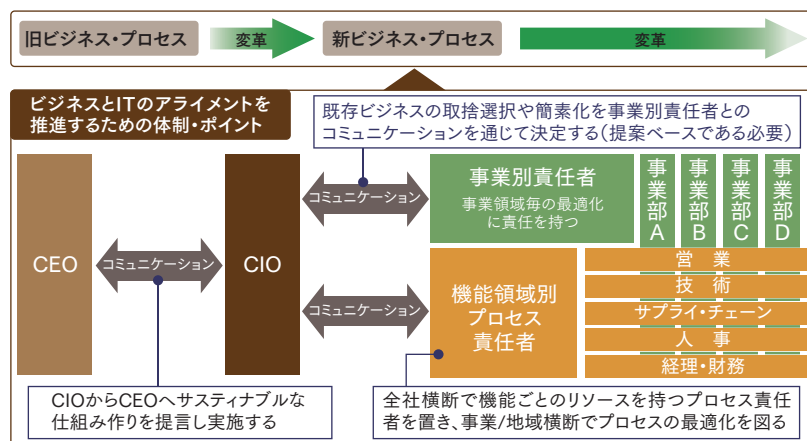 旧ビジネス・プロセス
変革
新ビジネス・プロセス
変革
ビジネスとITのアライメントを
推進するための体制・ポイント
既存ビジネスの取捨選択や簡素化を事業別責任者との
コミュニケーションを通じて決定する(提案ベースである必要)
CEO
コミュニケーション
CIO
コミュニケーション
コミュニケーション
事業別責任者
事業領域毎の最適化
に責任を持つ
事業部A
事業部B
事業部C
事業部D
機能領域別
プロセス
責任者
営業
技術
サプライ・チェーン
人事
経理・財務
CIOからCEOへサスティナブルな
仕組み作りを提言し実施する
全社横断で機能ごとのリソースを持つプロセス責任
者を置き、事業/地域横断でプロセスの最適化を図る